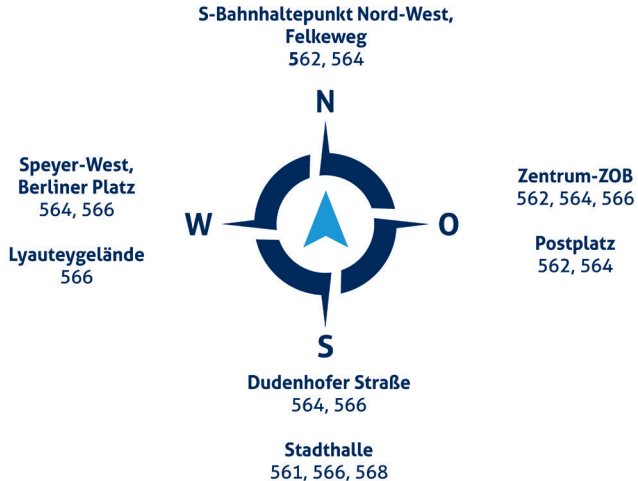 S-Bahnhaltepunkt Nord-West,
Felkeweg
562, 564
N
Speyer-West,
Berliner Platz
564, 566
Lyauteygelände
566
W
O
Zentrum-ZOB
562, 564, 566
Postplatz
562, 564
S
Dudenhofer Straße
564, 566
Stadthalle
561, 566, 568